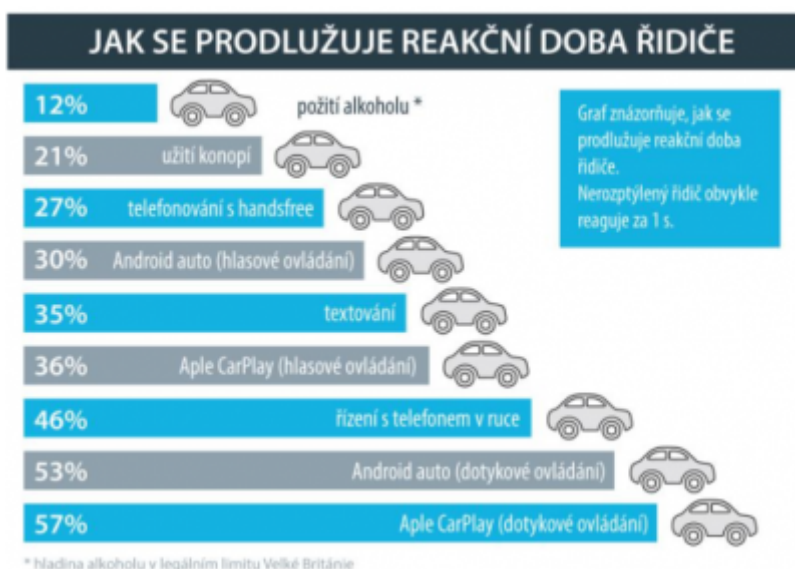 JAK SE PRODLUŽUJE REAKČNÍ DOBA ŘIDIČE
12% požití alkoholu *
21% užití konopí
27% telefonování s handsfree
30% Android auto (hlasové ovládání)
35% textování
36% Aple CarPlay (hlasové ovládání)
46% řízení s telefonem v ruce
53% Android auto (dotykové ovládání)
57% Aple CarPlay (dotykové ovládání)
Graf znázorňuje, jak se
prodlužuje reakční doba
řidiče.
Nerozptýlený řidič obvykle
reaguje za 1 s.
* hladina alkoholu v legálním limitu Velké Británie